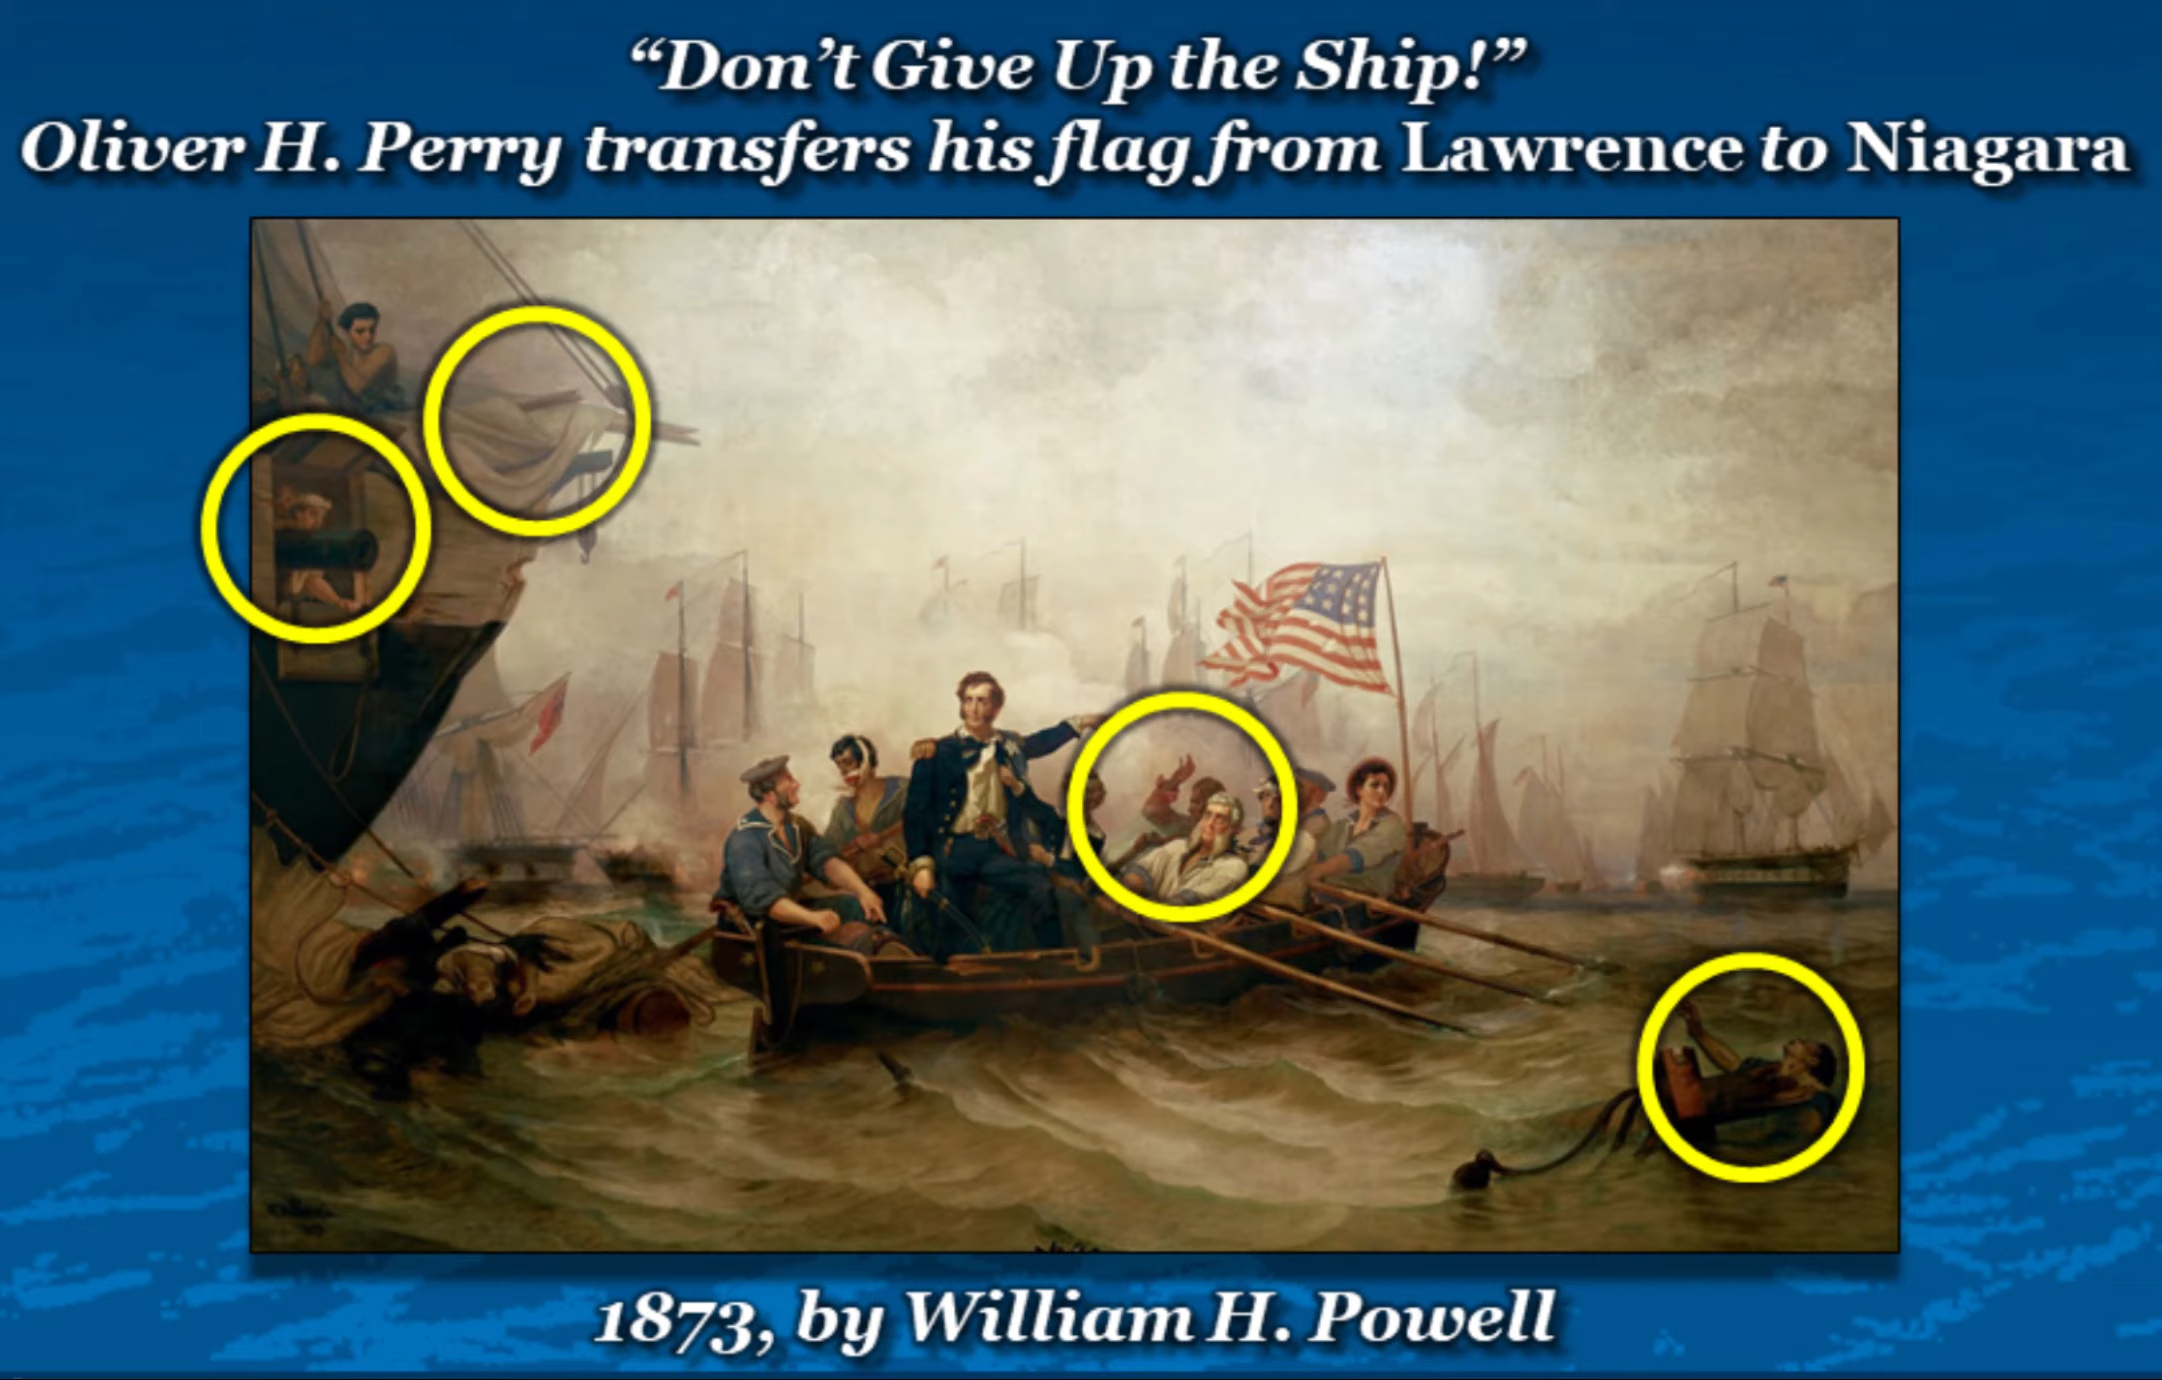 “Don’t Give Up the Ship!”
Oliver H. Perry transfers his flag from Lawrence to Niagara
1873, by William H. Powell